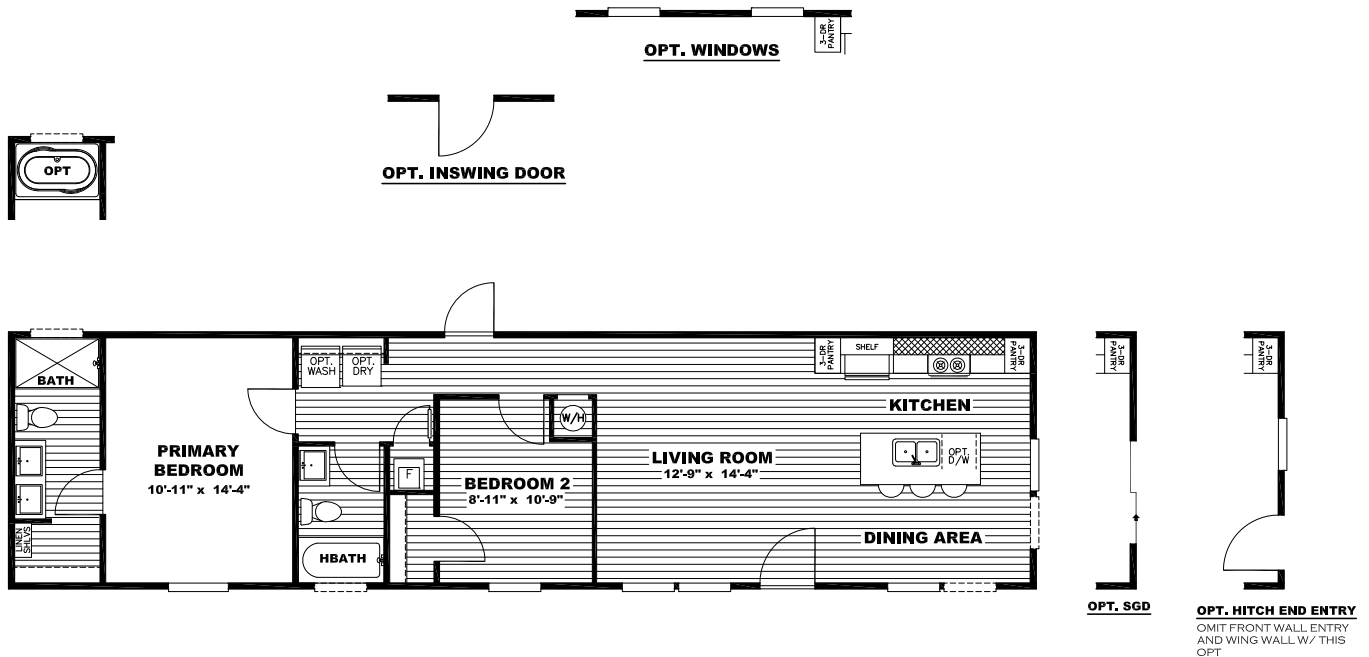 3-DR
PANTRY
OPT. WINDOWS
OPT. INSWING DOOR
OPT
OPT.
WASH
OPT.
DRY
3-DR
PANTRY
SHELF
3-DR
PANTRY
3-DR
PANTRY
3-DR
PANTRY
BATH
KITCHEN
W/H
PRIMARY
BEDROOM
10'-11" x 14'-4"
F
BEDROOM 2
8'-11" x 10'-9"
LIVING ROOM
12'-9" x 14'-4"
OPT.
D/W
LINEN
SHLVS
HBATH
DINING AREA
OPT. SGD
OPT. HITCH END ENTRY
OMIT FRONT WALL ENTRY
AND WING WALL W/ THIS
OPT